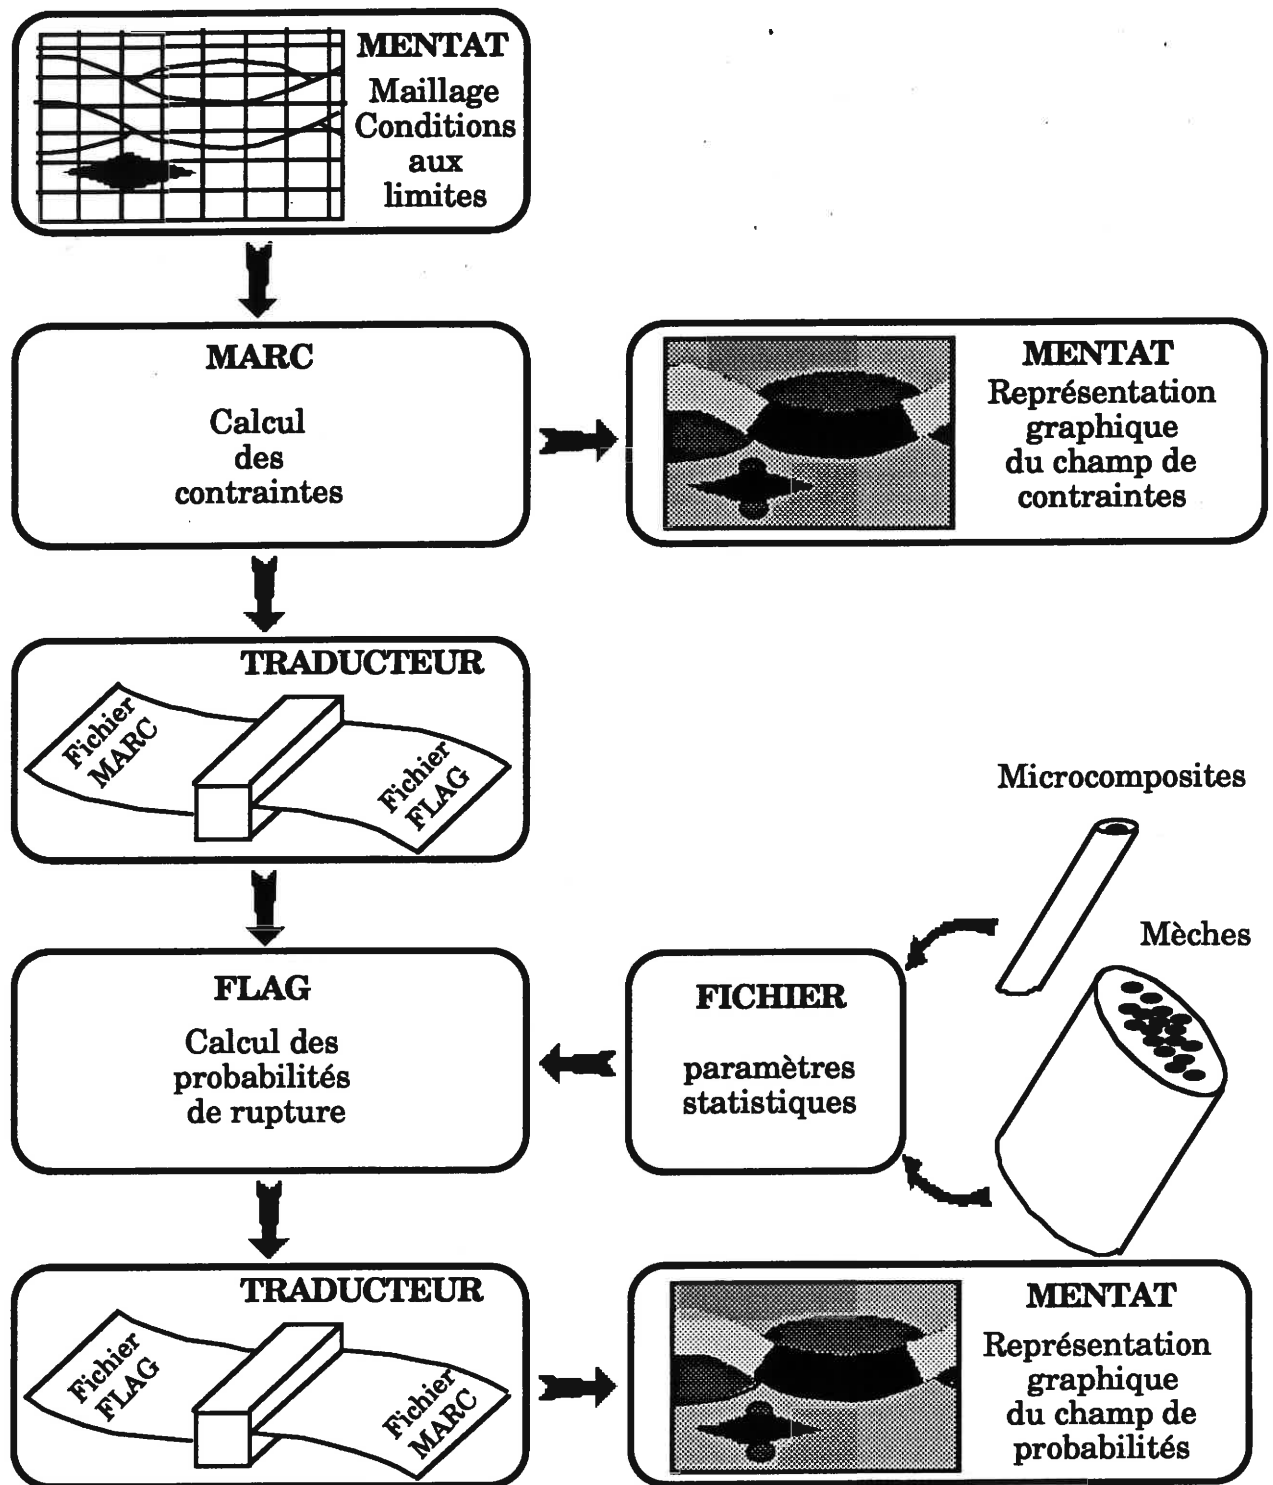 MENTAT
Maillage
Conditions
aux
limites
MARC
Calcul
des
contraintes
MENTAT
Représentation
graphique
du champ de
contraintes
TRADUCTEUR
Fichier
MARC
Fichier
FLAG
Microcomposites
Mèches
FLAG
Calcul des
probabilités
de rupture
FICHIER
paramètres
statistiques
TRADUCTEUR
Fichier
FLAG
Fichier
MARC
MENTAT
Représentation
graphique
du champ de
probabilités